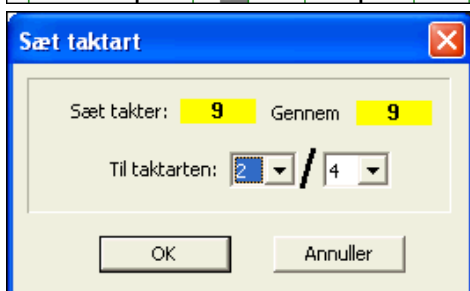 Sæt taktart
Sæt takter: 9 Gennem 9
Til taktarten: 2 / 4
OK Annuller